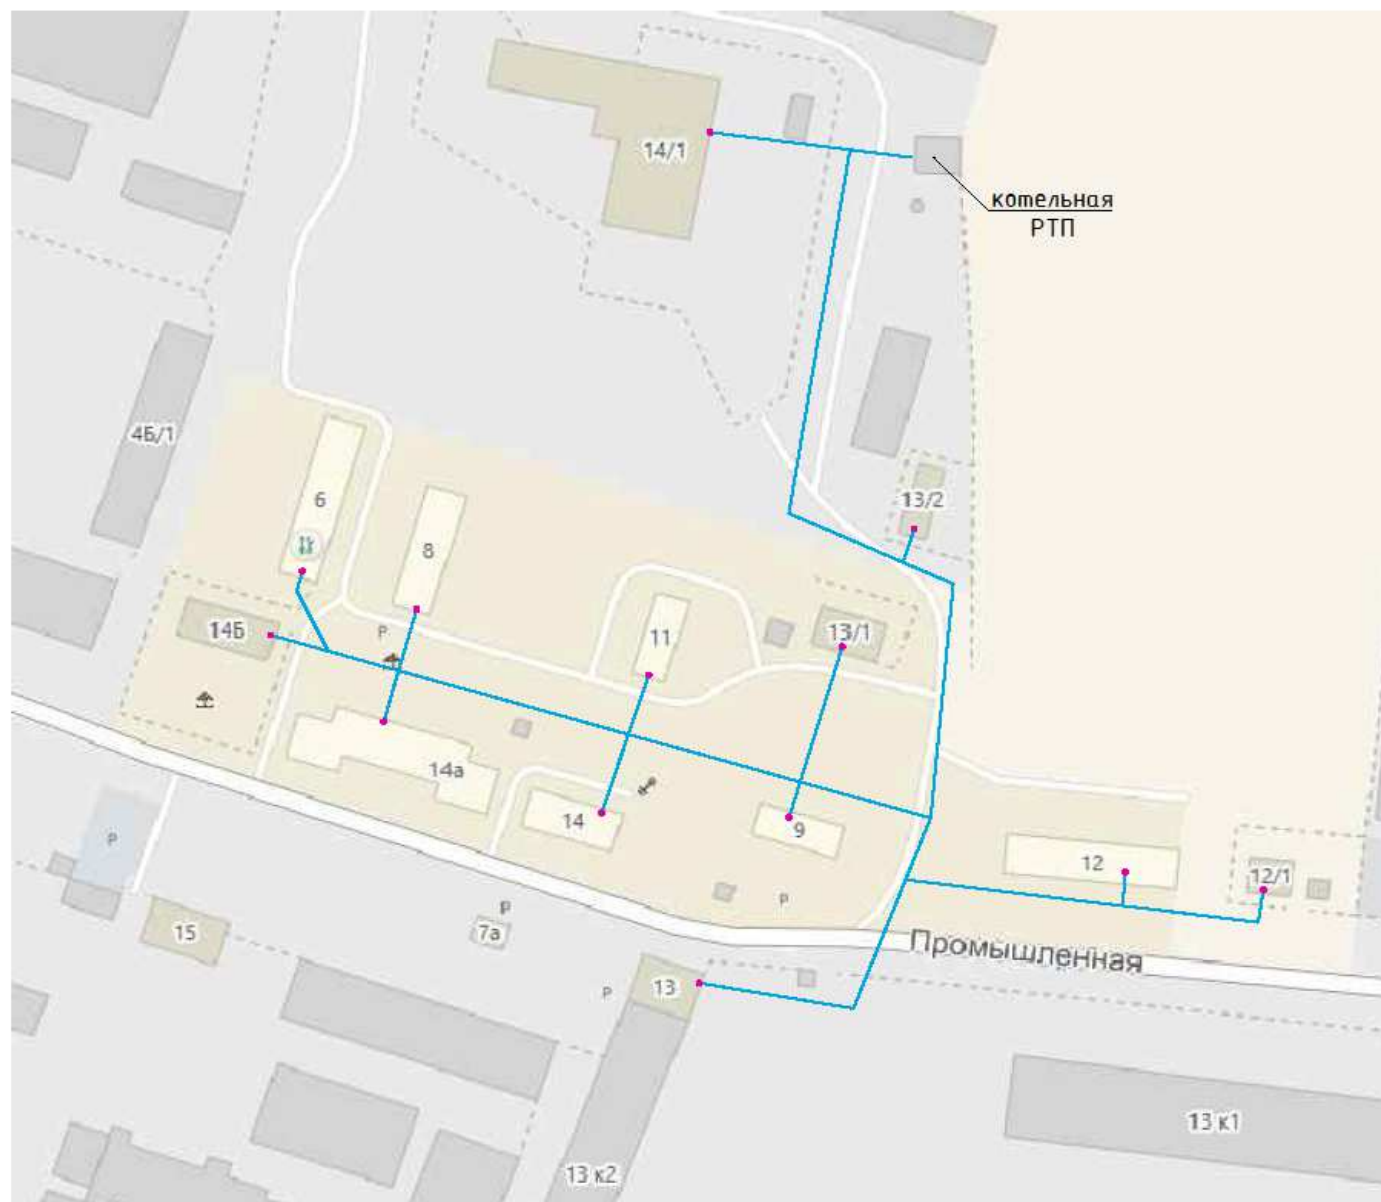 14/1
котельная
РТП
4Б/1
6
13/2
8
14Б
Р
11
13/1
14а
14
9
12
12/1
Р
Р
15
Р
7а
Промышленная
Р
13
13 к1
13 к2